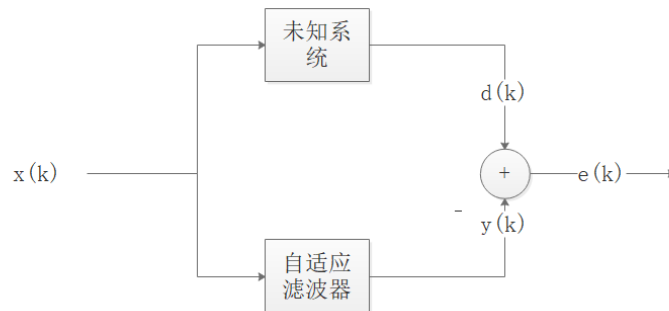 未知系
统
d(k)
x(k)
+
e(k)
-
y(k)
自适应
滤波器